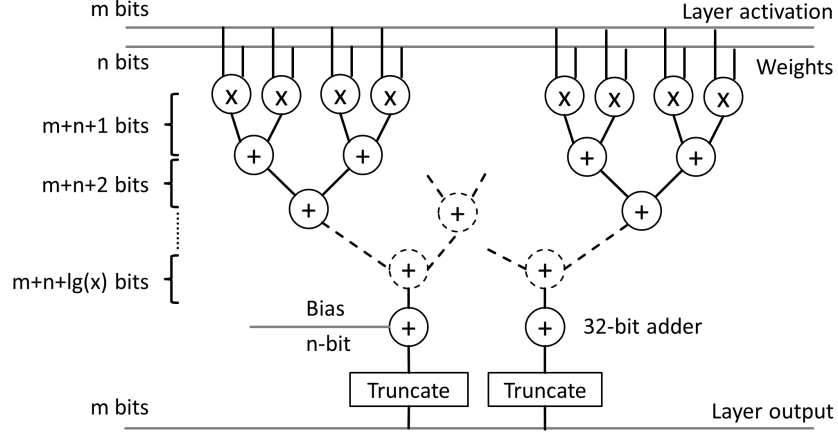 m bits
Layer activation
n bits
Weights
x x x x x x x x
m+n+1 bits
+ + + +
m+n+2 bits
+ + +
m+n+lg(x) bits
+ +
Bias
+ +
32-bit adder
n-bit
Truncate Truncate
m bits
Layer output